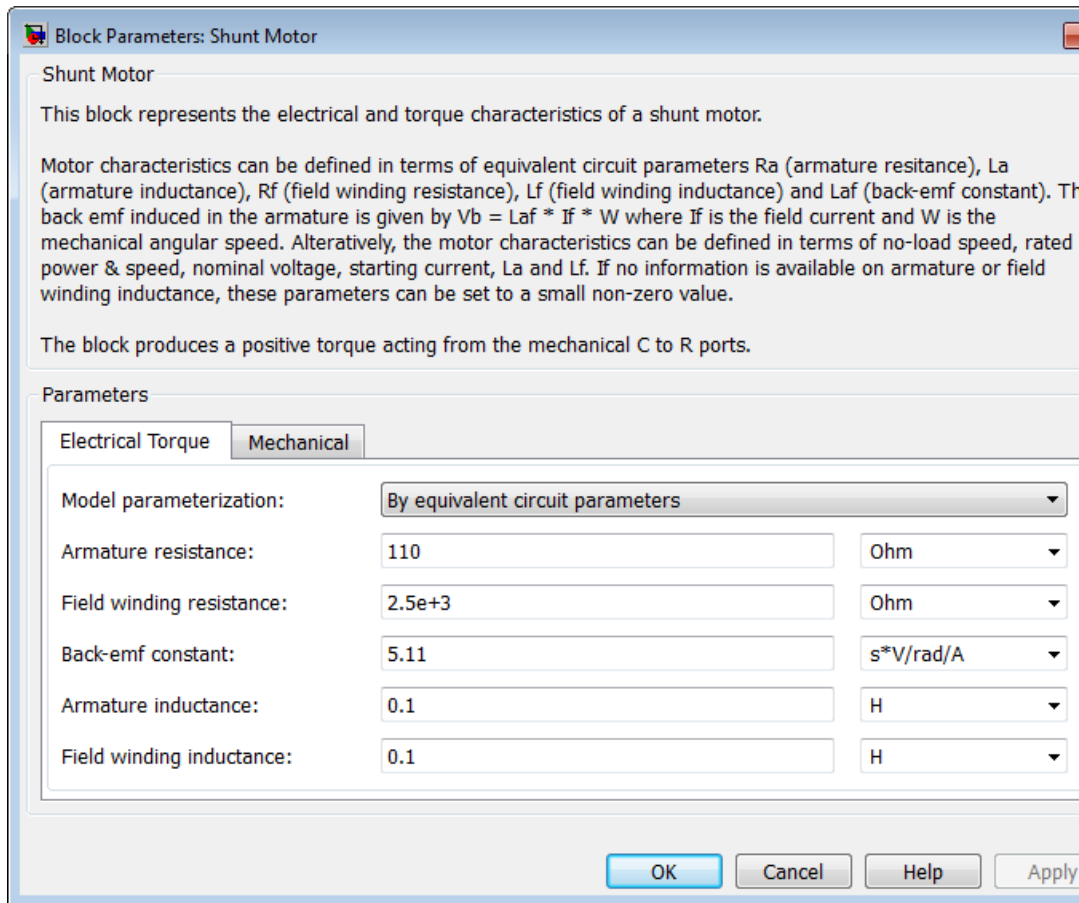 Block Parameters: Shunt Motor
Shunt Motor
This block represents the electrical and torque characteristics of a shunt motor.
Motor characteristics can be defined in terms of equivalent circuit parameters Ra (armature resitance), La
(armature inductance), Rf (field winding resistance), Lf (field winding inductance) and Laf (back-emf constant). Th
back emf induced in the armature is given by Vb = Laf * If * W where If is the field current and W is the
mechanical angular speed. Alteratively, the motor characteristics can be defined in terms of no-load speed, rated
power & speed, nominal voltage, starting current, La and Lf. If no information is available on armature or field
winding inductance, these parameters can be set to a small non-zero value.
The block produces a positive torque acting from the mechanical C to R ports.
Parameters
Electrical Torque Mechanical
Model parameterization: By equivalent circuit parameters
Armature resistance: 110 Ohm
Field winding resistance: 2.5e+3 Ohm
Back-emf constant: 5.11 s*V/rad/A
Armature inductance: 0.1 H
Field winding inductance: 0.1 H
OK Cancel Help Apply